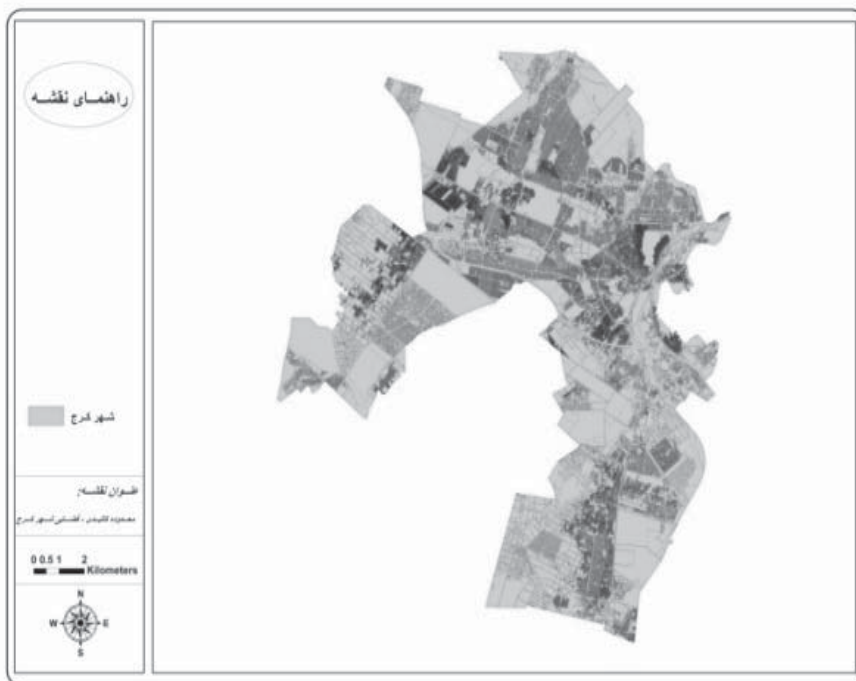 راهنمای نقشه
شهر کرج
عنوان نقشه:
محدوده کالبدی - فضایی شهر کرج
0 0.5 1 2
Kilometers
N
W E
S